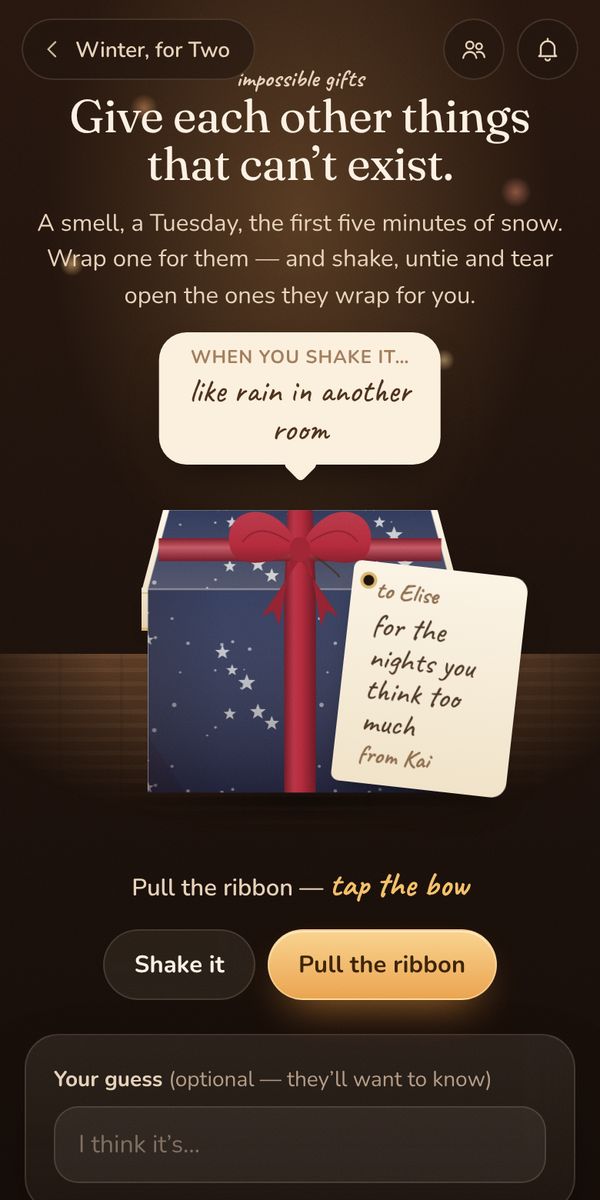 Winter, for Two
impossible gifts
Give each other things
that can’t exist.
A smell, a Tuesday, the first five minutes of snow.
Wrap one for them — and shake, untie and tear
open the ones they wrap for you.
WHEN YOU SHAKE IT…
like rain in another
room
to Elise
for the
nights you
think too
much
from Kai
Pull the ribbon — tap the bow
Shake it
Pull the ribbon
Your guess (optional — they’ll want to know)
I think it’s…